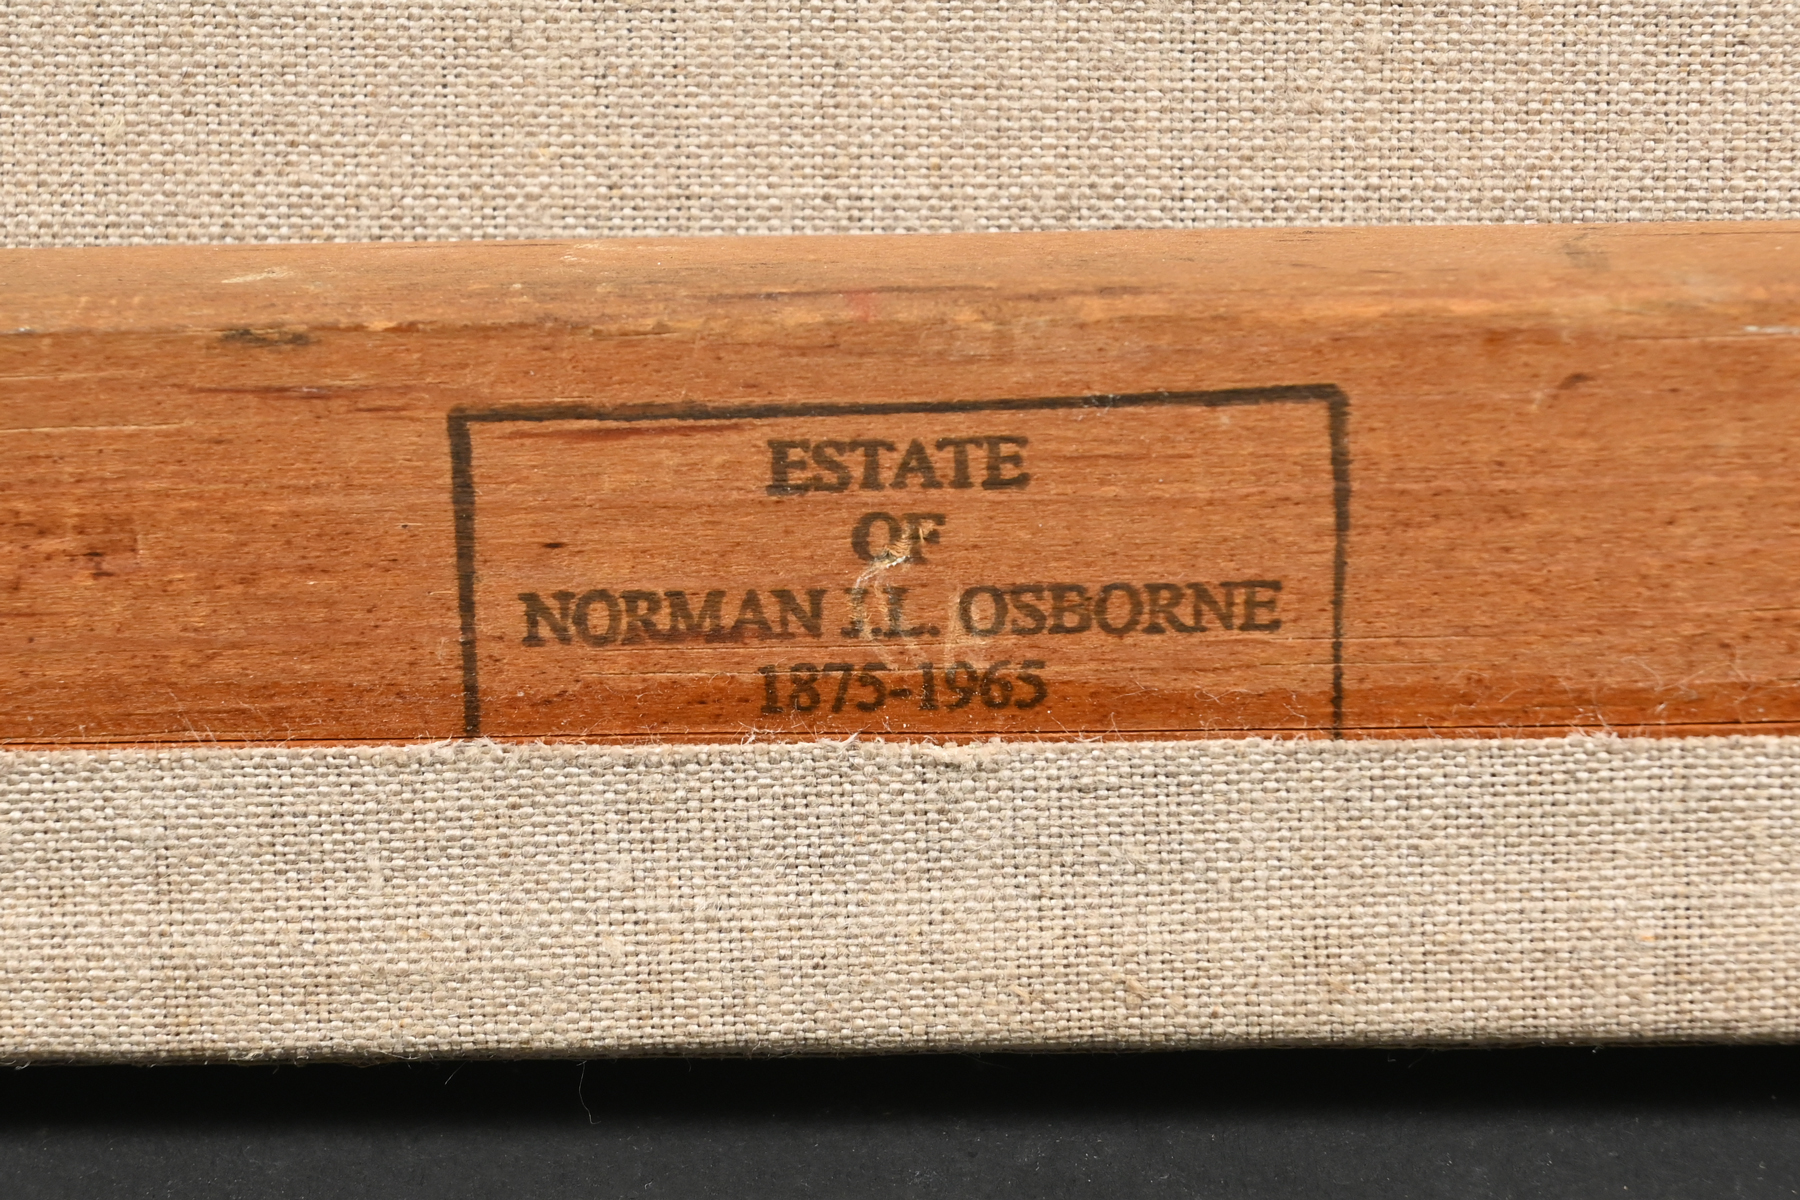 ESTATE
OF
NORMAN J.L. OSBORNE
1875-1965